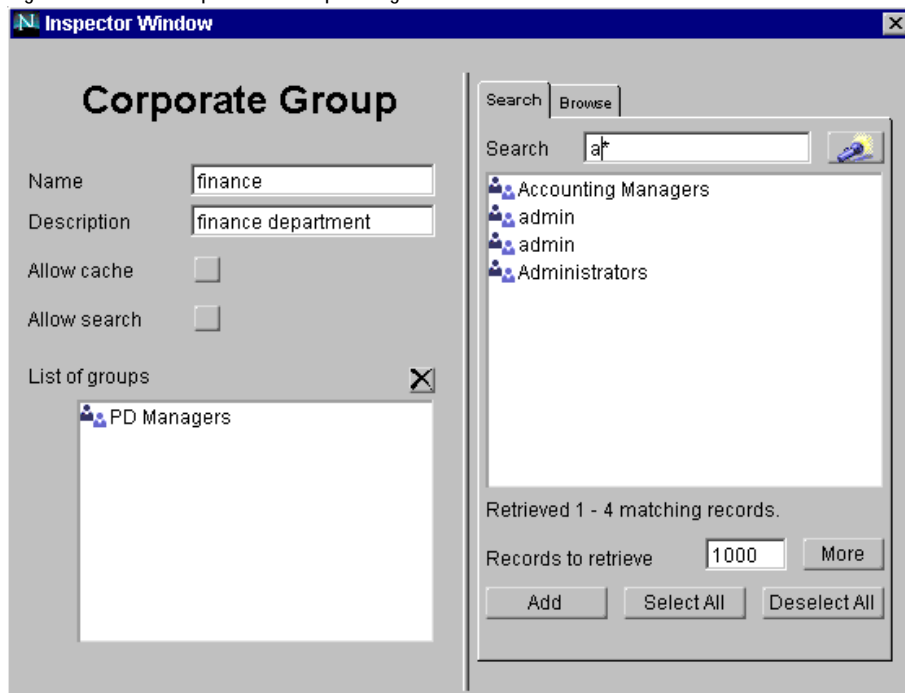 Inspector Window
Corporate Group
Name
finance
Description
finance department
Allow cache
Allow search
List of groups
PD Managers
Search
Browse
Search
a*
Accounting Managers
admin
admin
Administrators
Retrieved 1 - 4 matching records.
Records to retrieve
1000
More
Add
Select All
Deselect All